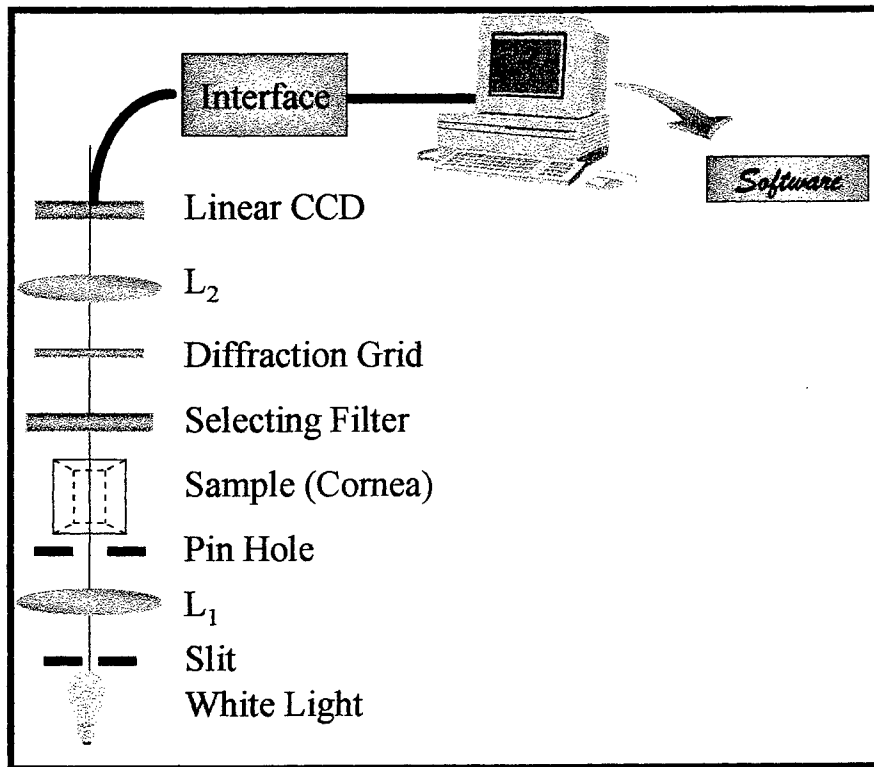 Interface
Software
Linear CCD
L₂
Diffraction Grid
Selecting Filter
Sample (Cornea)
Pin Hole
L₁
Slit
White Light